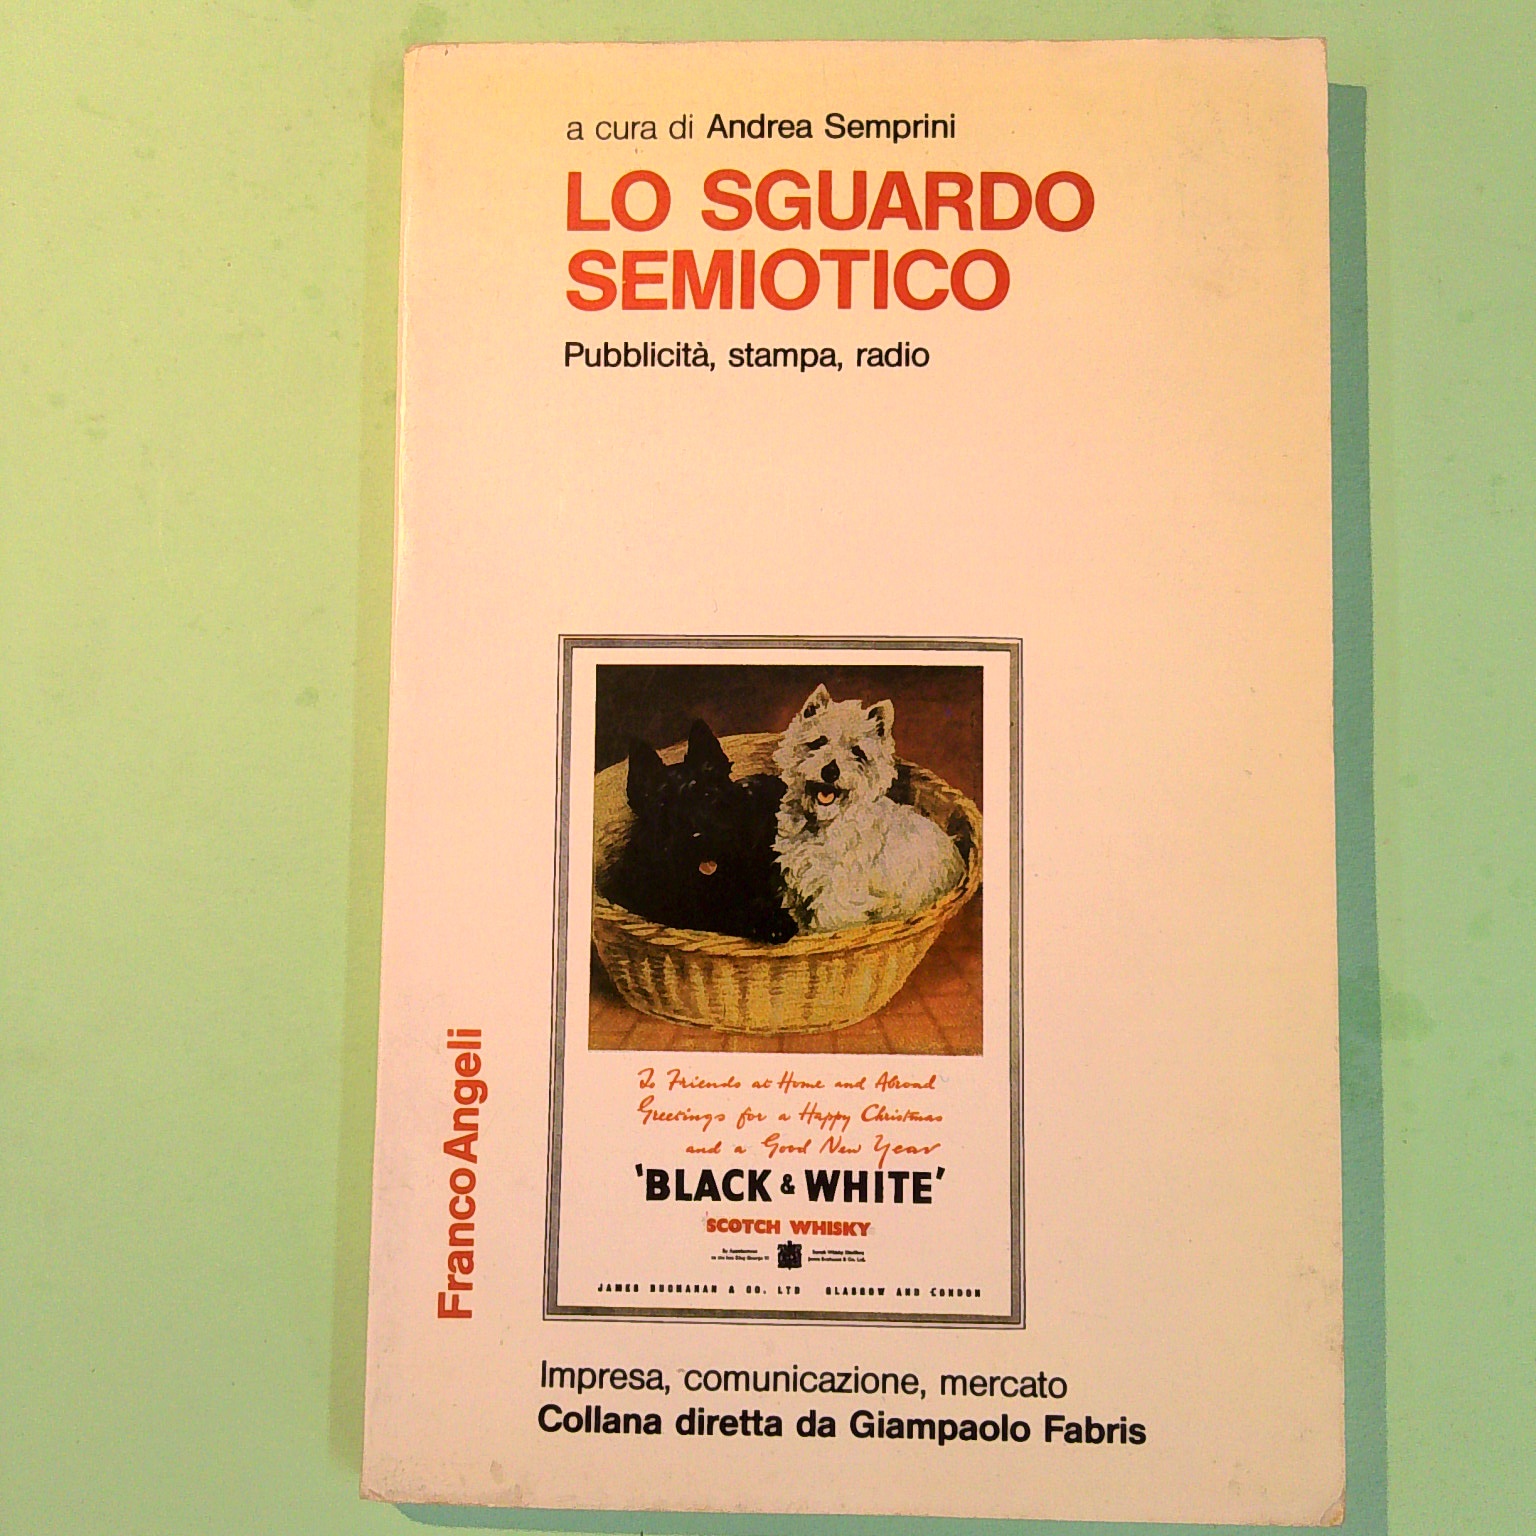 a cura di Andrea Semprini
LO SGUARDO
SEMIOTICO
Pubblicità, stampa, radio
To Friends at Home and Abroad
Greetings for a Happy Christmas
and a Good New Year
'BLACK & WHITE'
SCOTCH WHISKY
JAMES BUCHANAN & CO. LTD GLASGOW AND LONDON
FrancoAngeli
Impresa, comunicazione, mercato
Collana diretta da Giampaolo Fabris